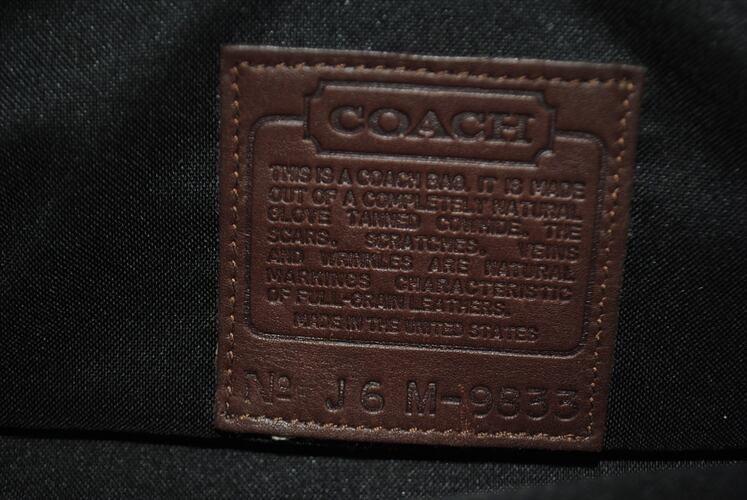 COACH
THIS IS A COACH BAG. IT IS MADE
OUT OF A COMPLETELY NATURAL
GLOVE TANNED COWHIDE. THE
SCARS, SCRATCHES, VEINS
AND WRINKLES ARE NATURAL
MARKINGS CHARACTERISTIC
OF FULL-GRAIN LEATHERS.
MADE IN THE UNITED STATES
Nº J6M-9833